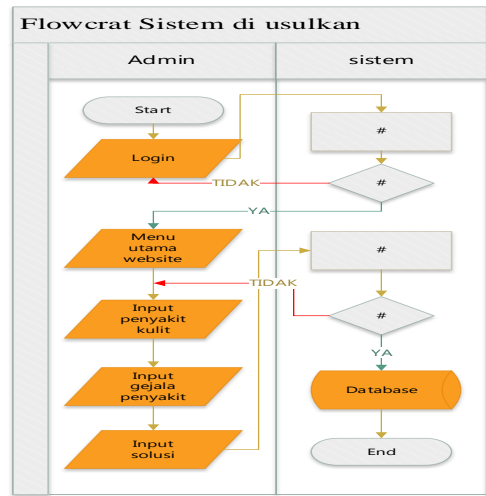 Flowcrat Sistem di usulkan
Admin
sistem
Start
#
Login
#
TIDAK
YA
Menu
utama
website
#
TIDAK
Input
penyakit
kulit
#
YA
Input
gejala
penyakit
Database
Input
solusi
End